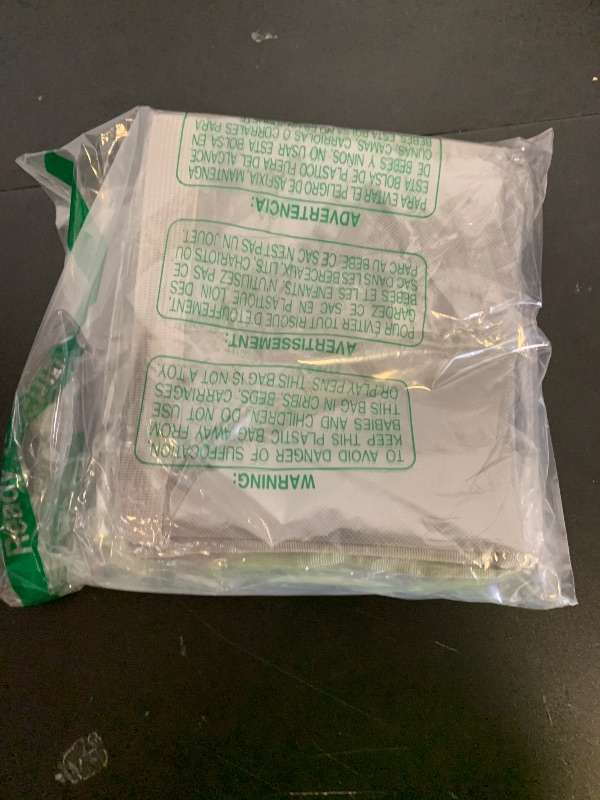 WARNING:
TO AVOID DANGER OF SUFFOCATION,
KEEP THIS PLASTIC BAG AWAY FROM
BABIES AND CHILDREN. DO NOT USE
THIS BAG IN CRIBS, BEDS, CARRIAGES
OR PLAY PENS. THIS BAG IS NOT A TOY.
AVERTISSEMENT:
POUR ÉVITER TOUT RISQUE D'ÉTOUFFEMENT,
GARDEZ CE SAC EN PLASTIQUE LOIN DES
BÉBÉS ET LES ENFANTS. N'UTILISEZ PAS CE
SAC DANS LES BERCEAUX, LITS, CHARIOTS OU
PARC AU BÉBÉ. CE SAC N'EST PAS UN JOUET.
ADVERTENCIA:
PARA EVITAR EL PELIGRO DE ASFIXIA, MANTENGA
ESTA BOLSA DE PLASTICO FUERA DEL ALCANCE
DE BEBES Y NINOS. NO USAR ESTA BOLSA EN
CUNAS, CAMAS, CARRIOLAS O CORRALES PARA
BEBES. ESTA BOLSA NO
Ready